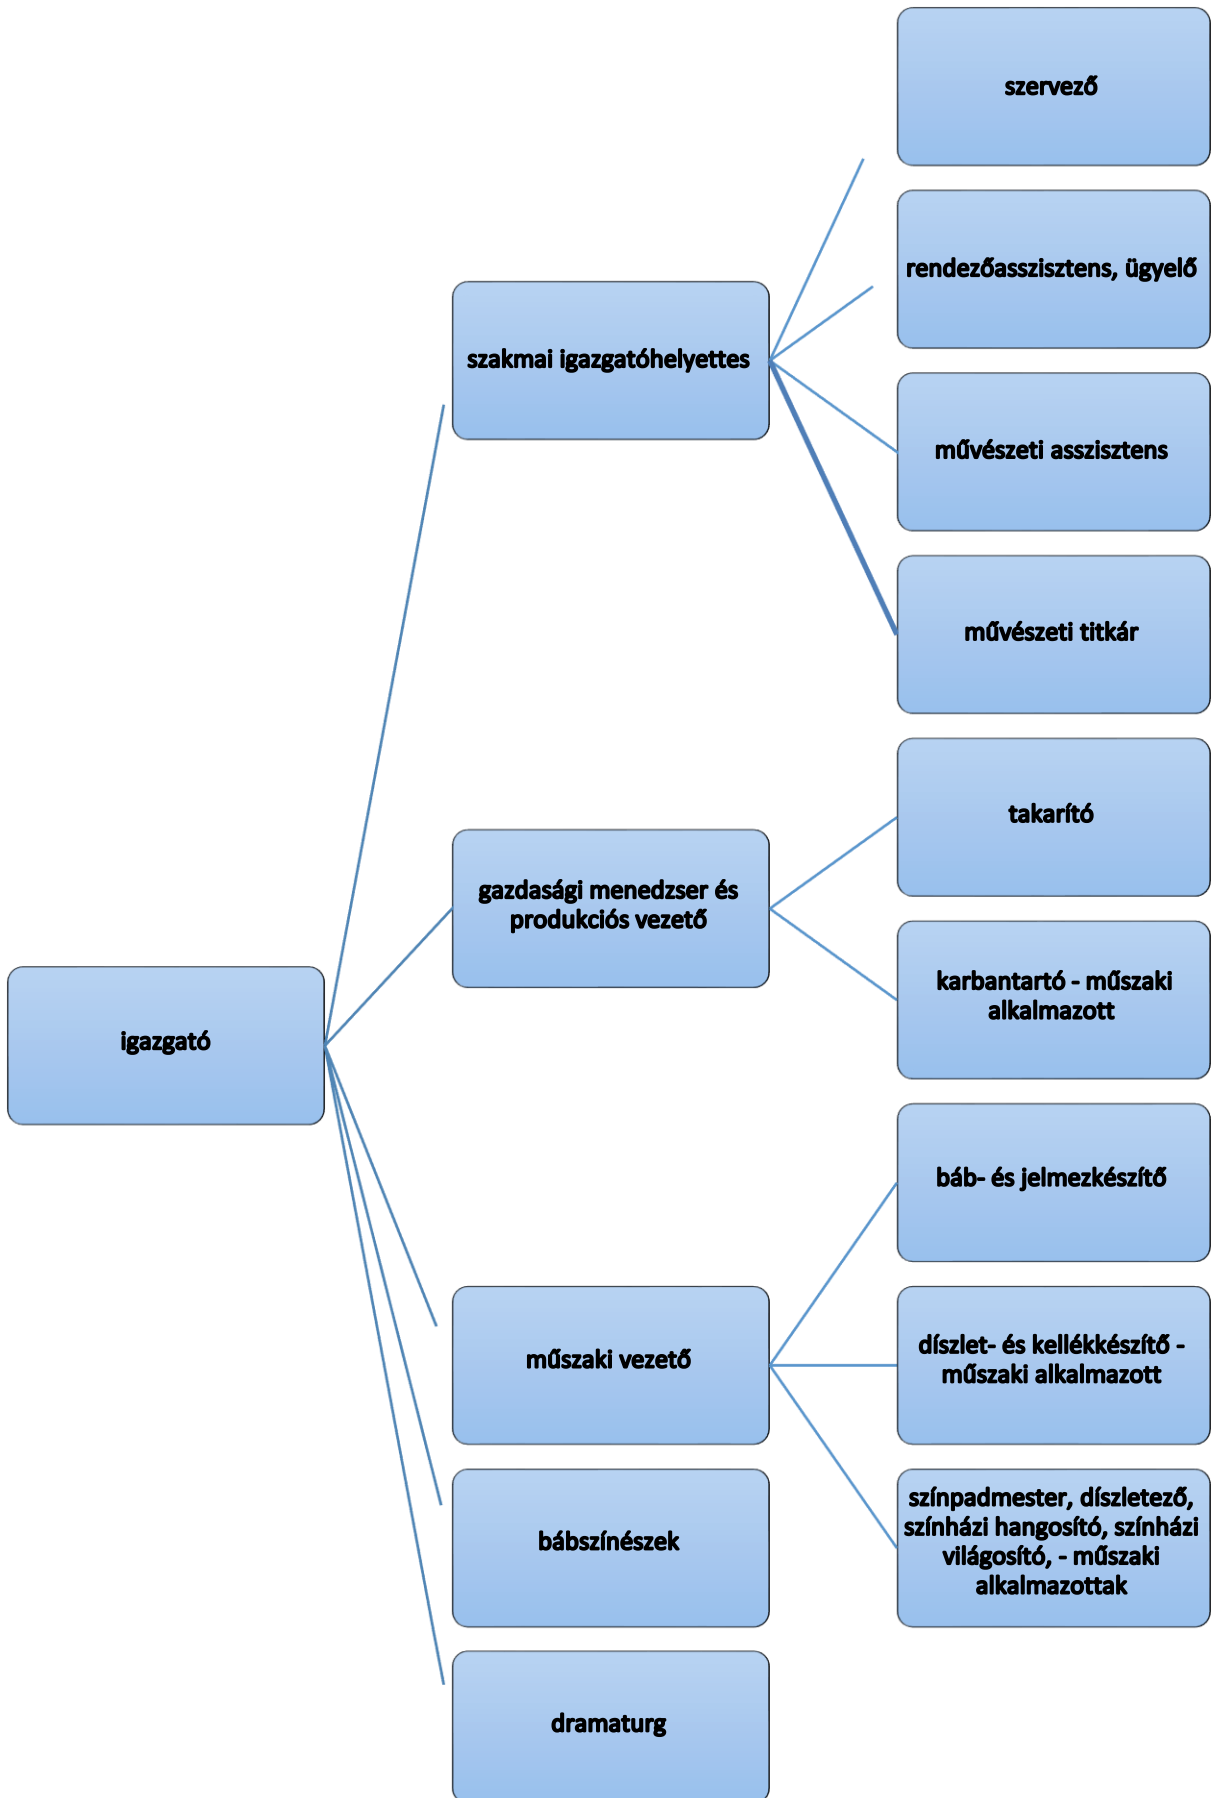 szervező
rendezőasszisztens, ügyelő
szakmai igazgatóhelyettes
művészeti asszisztens
művészeti titkár
takarító
gazdasági menedzser és
produkciós vezető
karbantartó - műszaki
alkalmazott
igazgató
báb- és jelmezkészítő
műszaki vezető
díszlet- és kellékkészítő -
műszaki alkalmazott
bábszínészek
színpadmester, díszletező,
színházi hangosító, színházi
világosító, - műszaki
alkalmazottak
dramaturg